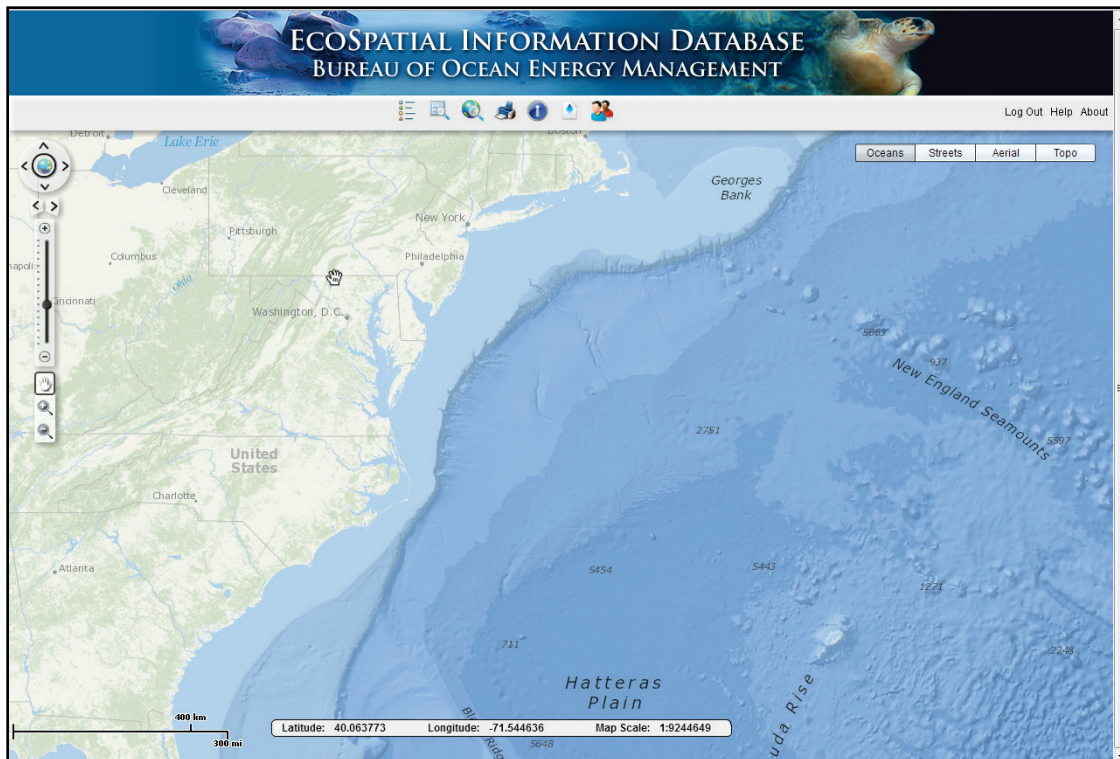 ECOSPATIAL INFORMATION DATABASE
BUREAU OF OCEAN ENERGY MANAGEMENT
Log Out Help About
Oceans Streets Aerial Topo
Detroit
Lake Erie
Boston
Cleveland
Georges
Bank
New York
Pittsburgh
Columbus
Philadelphia
Ohio
Cincinnati
Washington, D.C.
5863
937
New England Seamounts
2751
5597
United
States
Charlotte
Atlanta
5454
5443
1271
711
2248
Hatteras
Plain
400 km
300 mi
Latitude: 40.063773 Longitude: -71.544636 Map Scale: 1:9244649
5648